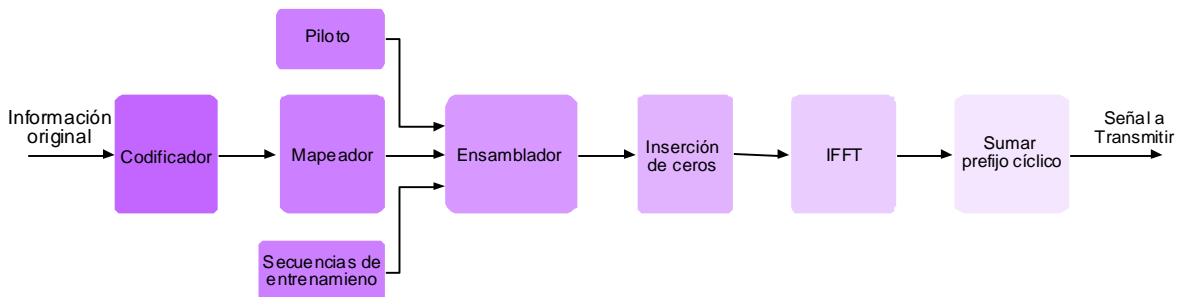 Piloto
Información
original
Codificador
Mapeador
Ensamblador
Inserción
de ceros
IFFT
Sumar
prefijo cíclico
Señal a
Transmitir
Secuencias de
entrenamieno